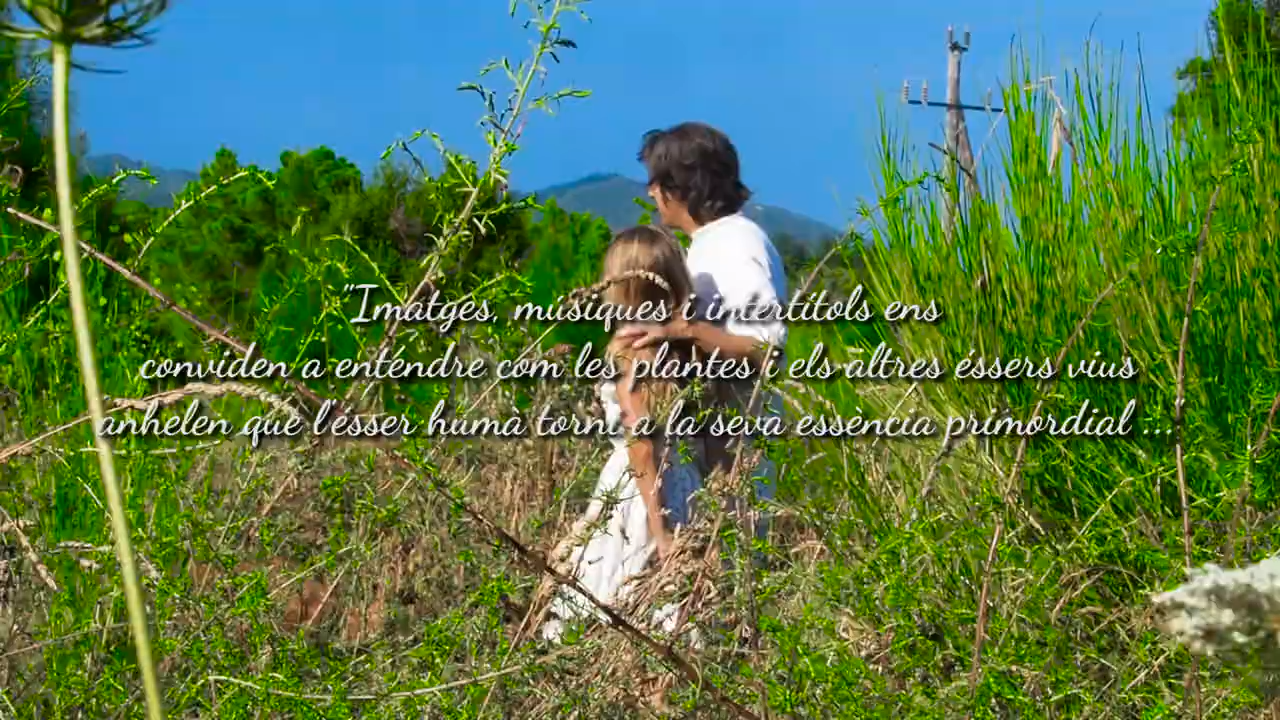 "Imatges, músiques i intertítols ens
conviden a entendre com les plantes i els altres éssers vius
anhelen que l'ésser humà torni a la seva essència primordial ...